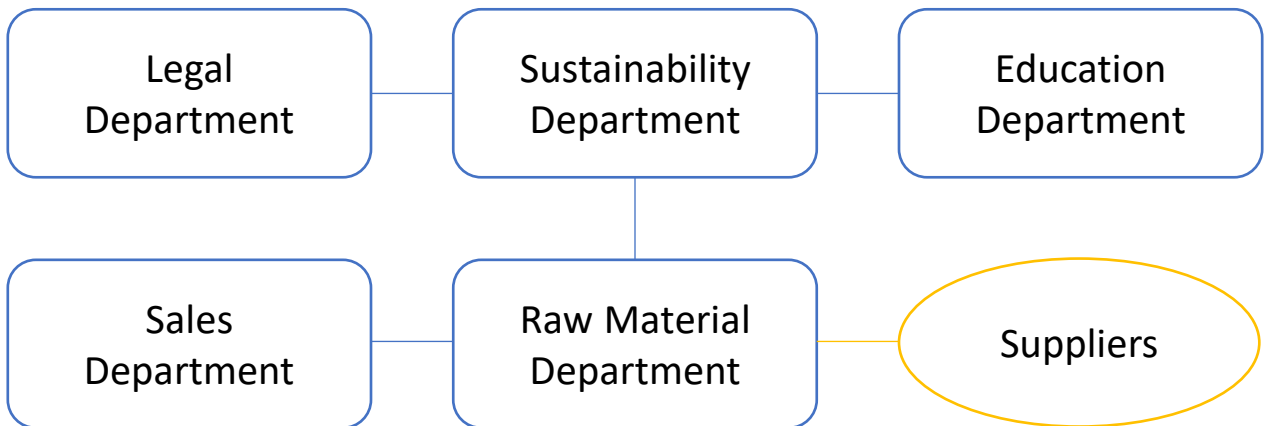 Legal
Department
Sustainability
Department
Education
Department
Sales
Department
Raw Material
Department
Suppliers